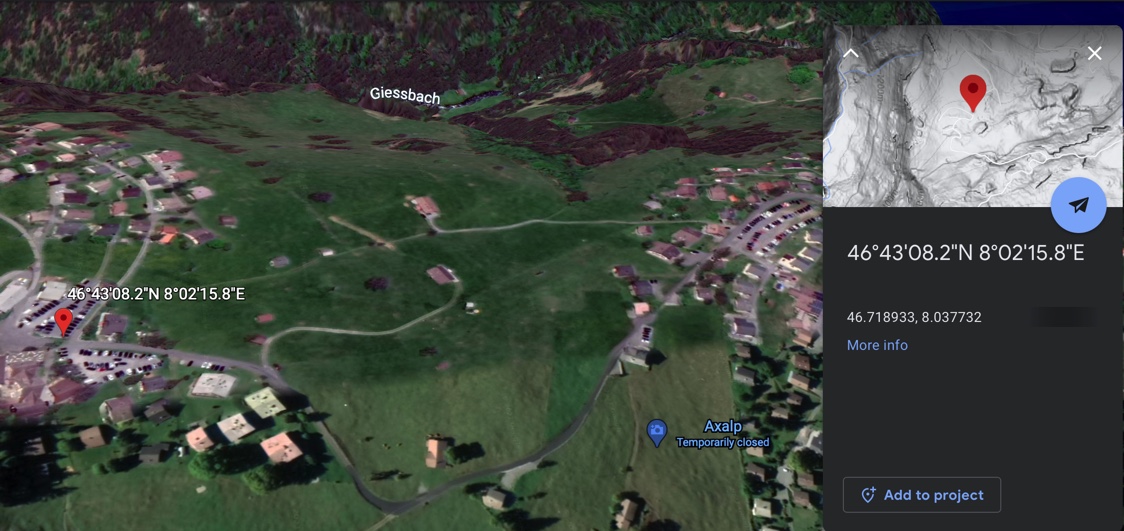 Giessbach
46°43'08.2"N 8°02'15.8"E
Axalp
Temporarily closed
46°43'08.2"N 8°02'15.8"E
46.718933, 8.037732
More info
Add to project